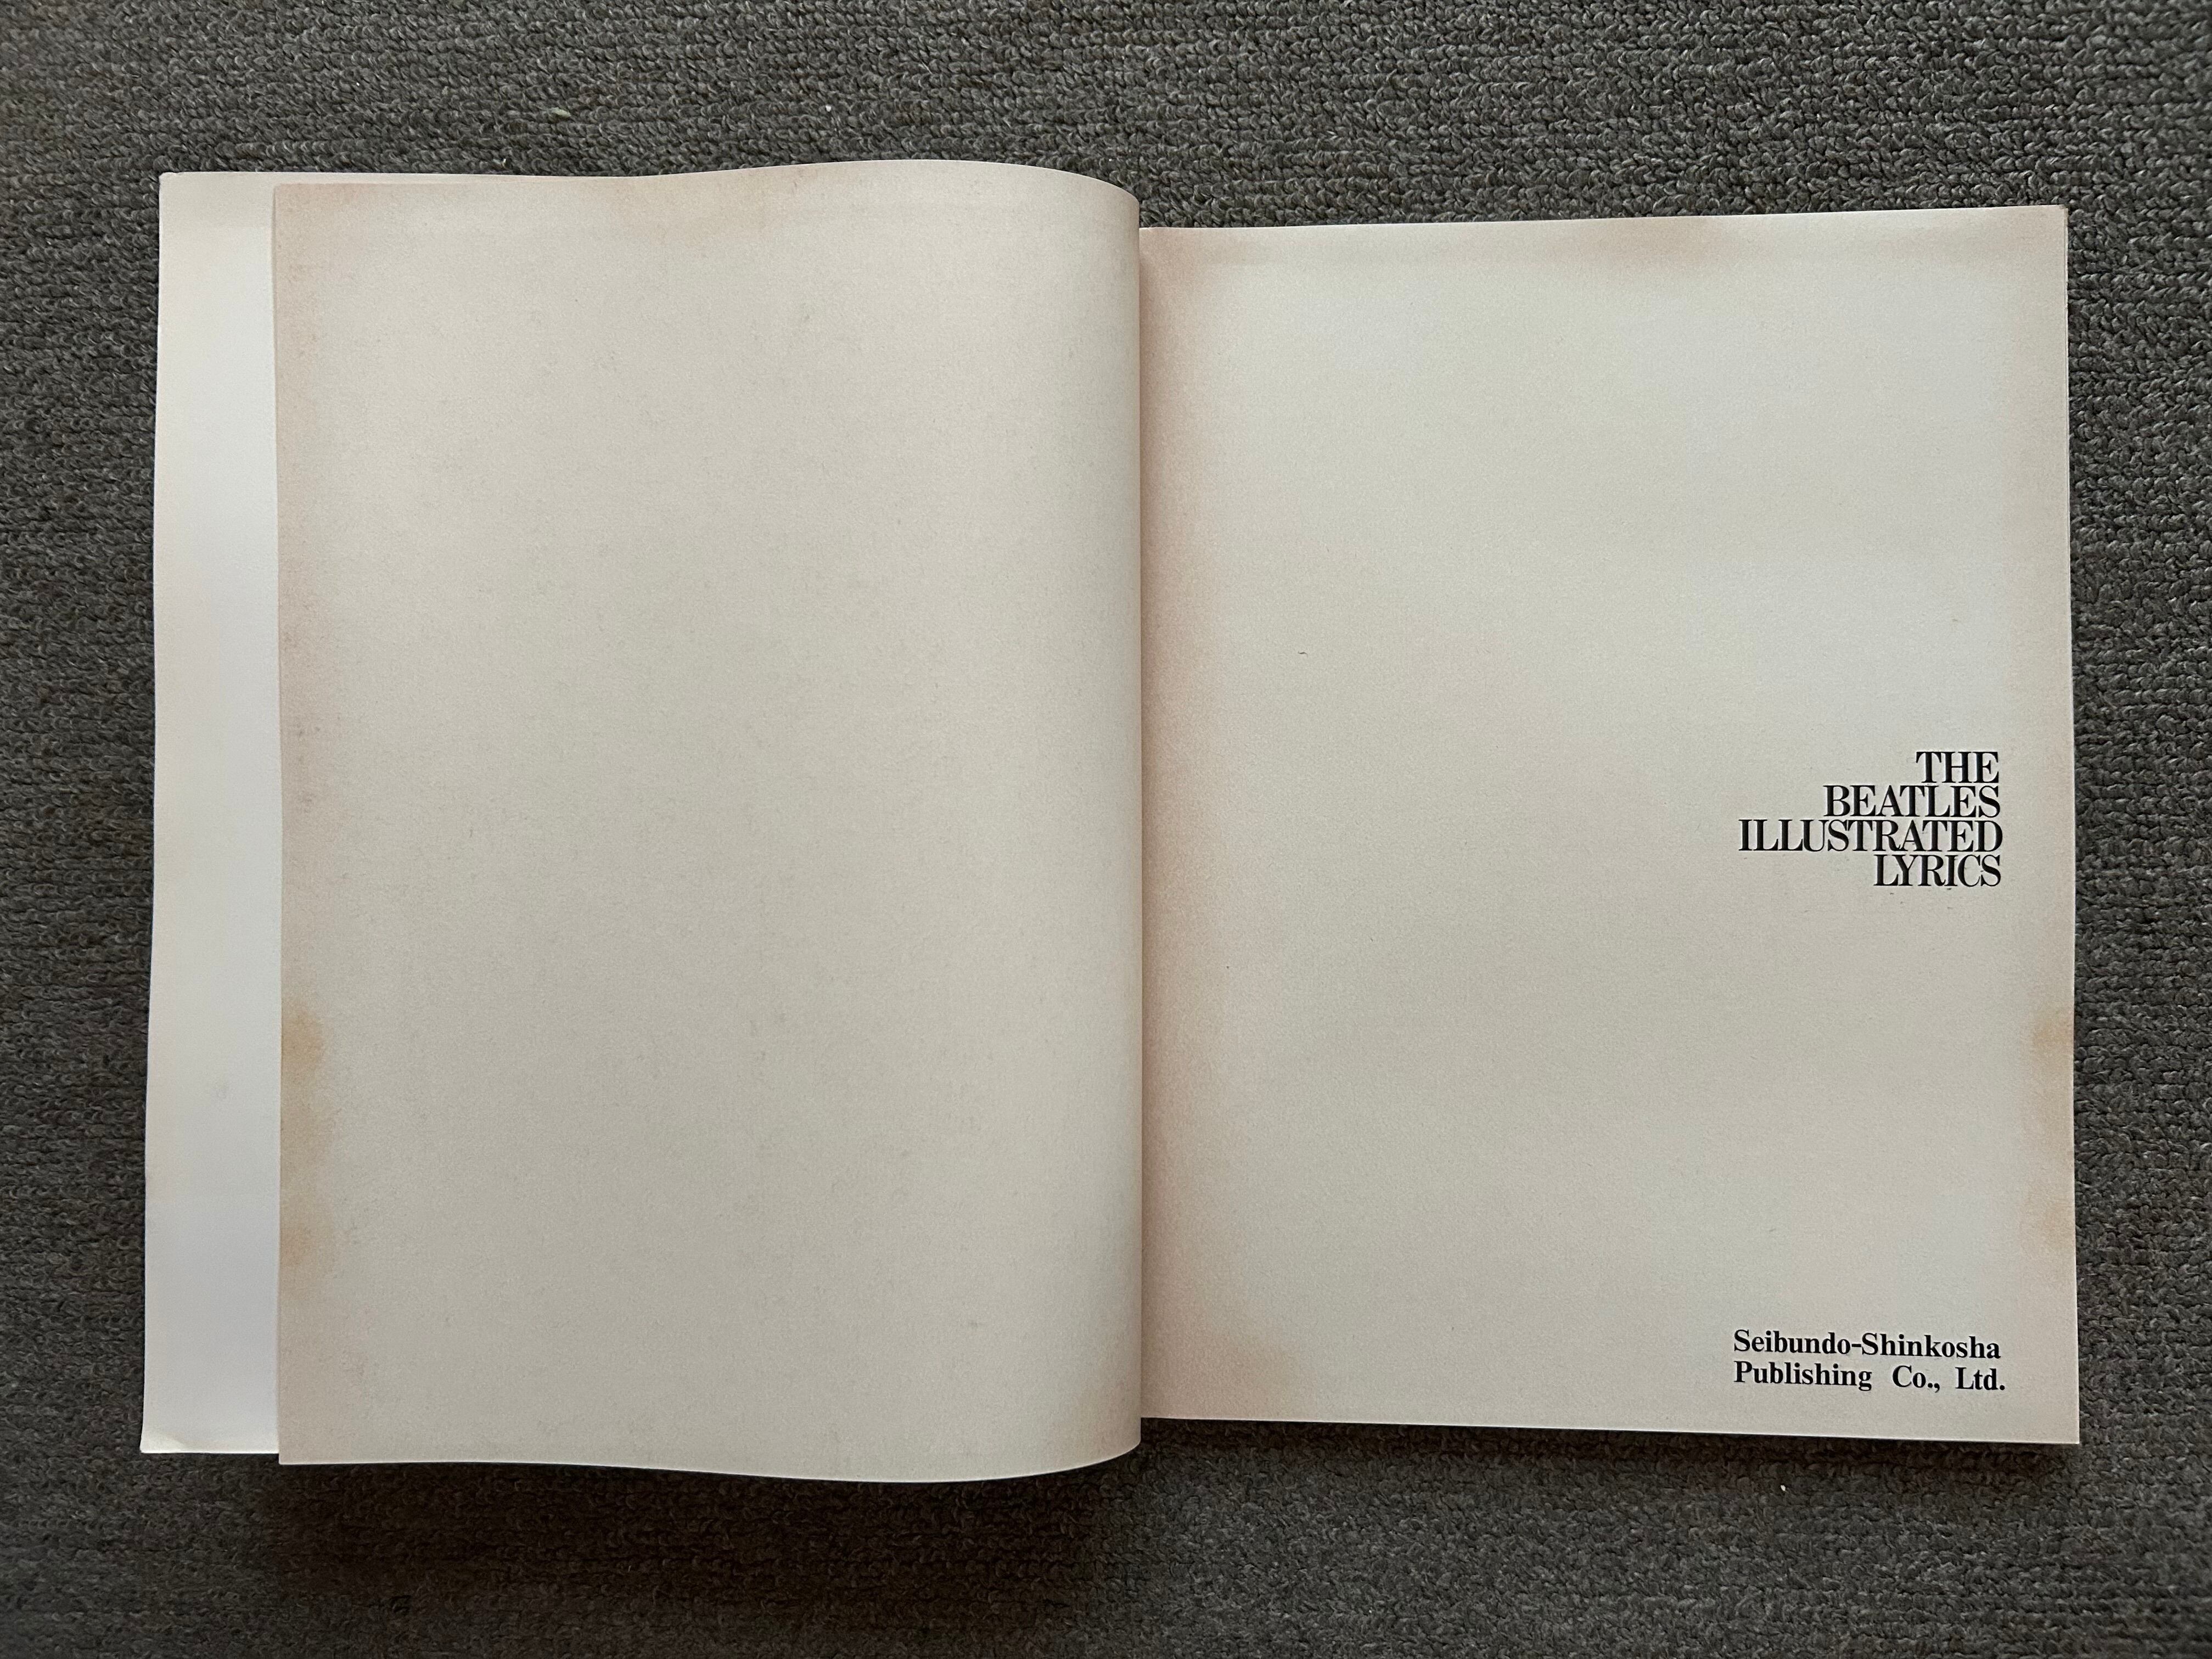 THE
BEATLES
ILLUSTRATED
LYRICS
Seibundo-Shinkosha
Publishing Co., Ltd.